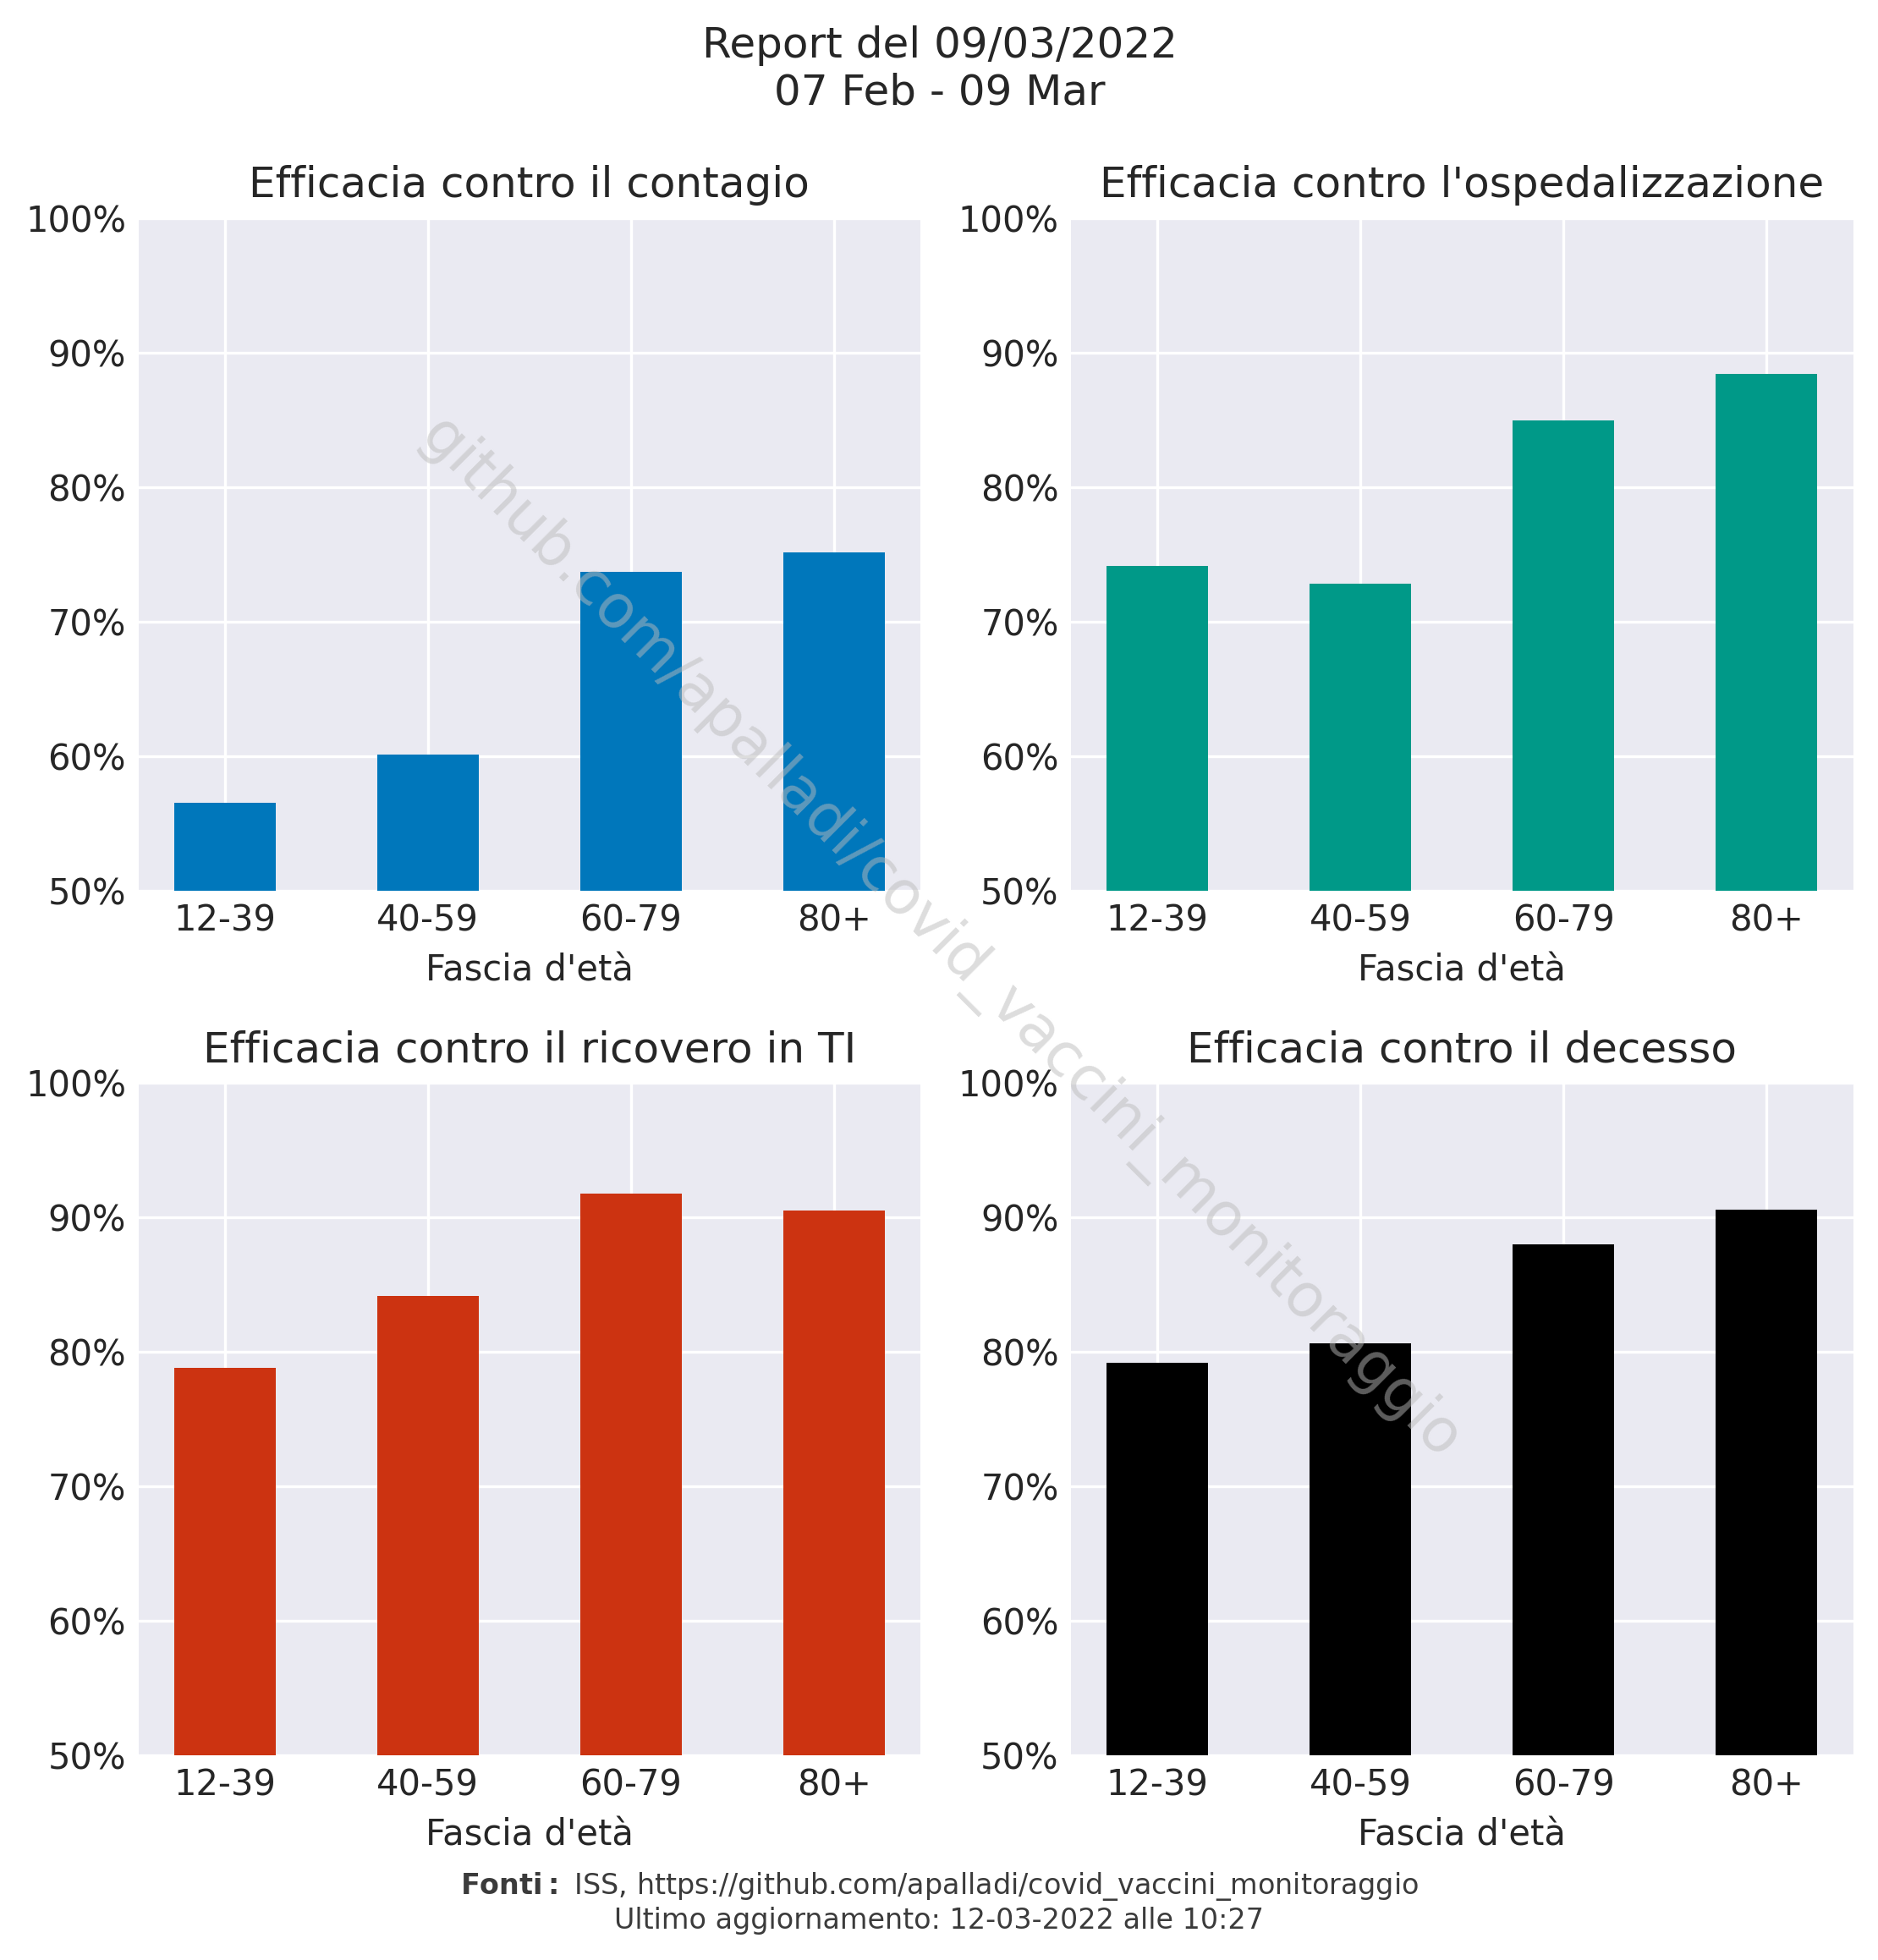 Report del 09/03/2022
07 Feb - 09 Mar
Efficacia contro il contagio
100%
90%
80%
70%
60%
50%
12-39 40-59 60-79 80+
Fascia d'età
Efficacia contro l'ospedalizzazione
100%
90%
80%
70%
60%
50%
12-39 40-59 60-79 80+
Fascia d'età
Efficacia contro il ricovero in TI
100%
90%
80%
70%
60%
50%
12-39 40-59 60-79 80+
Fascia d'età
Efficacia contro il decesso
100%
90%
80%
70%
60%
50%
12-39 40-59 60-79 80+
Fascia d'età
github.com/apalladi/covid_vaccini_monitoraggio
Fonti: ISS, https://github.com/apalladi/covid_vaccini_monitoraggio
Ultimo aggiornamento: 12-03-2022 alle 10:27